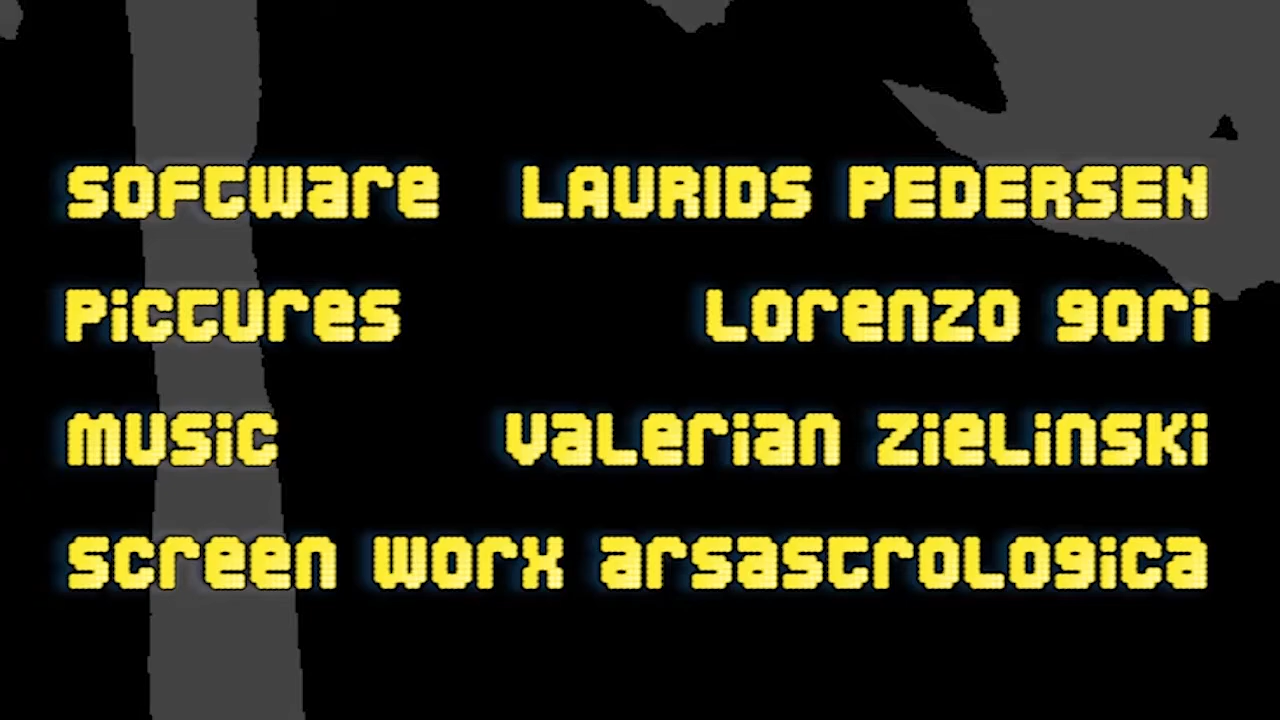 software LAURIDS PEDERSEN
pictures Lorenzo gori
music valerian zielinski
screen worx arsastrologica